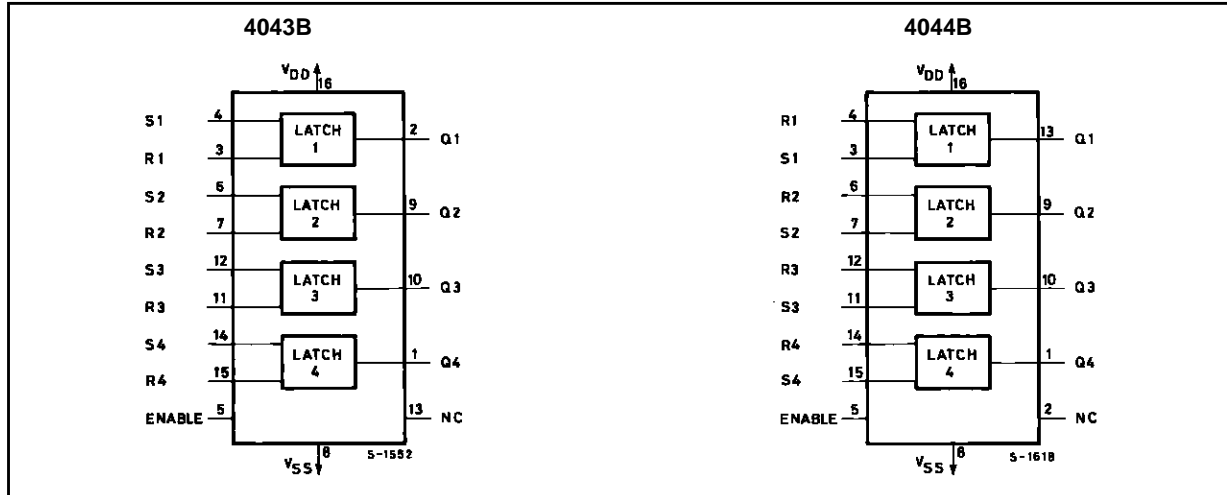 4043B
VDD
16
S1 4
R1 3
S2 6
R2 7
S3 12
R3 11
S4 14
R4 15
ENABLE 5
LATCH
1
LATCH
2
LATCH
3
LATCH
4
2 Q1
9 Q2
10 Q3
1 Q4
13 NC
VSS
8
S-1552
4044B
VDD
16
R1 4
S1 3
R2 6
S2 7
R3 12
S3 11
R4 14
S4 15
ENABLE 5
LATCH
1
LATCH
2
LATCH
3
LATCH
4
13 Q1
9 Q2
10 Q3
1 Q4
2 NC
VSS
8
S-1618